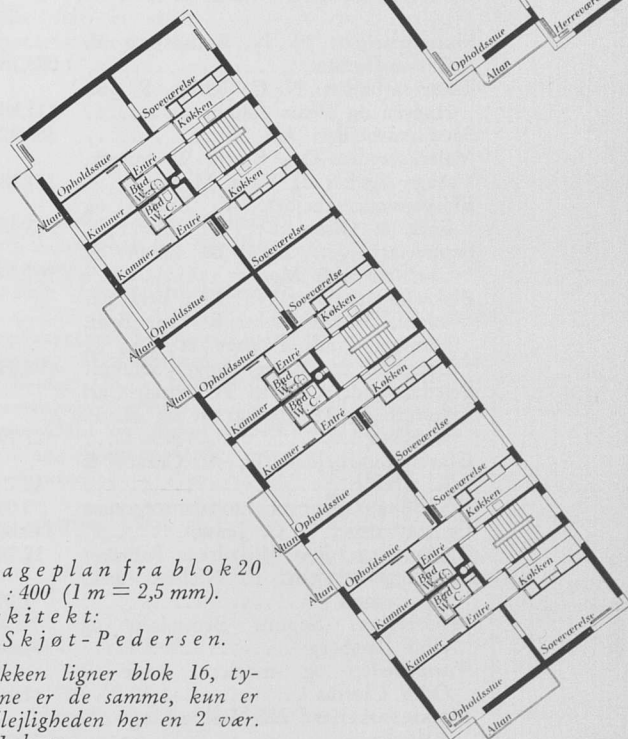 Opholdsstue
Altan
Herreværelse
Soveværelse
Køkken
Opholdsstue
Entré
Bad
W.C.
Altan
Kammer
Bad
W.C.
Køkken
Kammer
Entré
Soveværelse
Opholdsstue
Soveværelse
Altan
Køkken
Opholdsstue
Entré
Altan
Bad
W.C.
Kammer
Bad
W.C.
Køkken
Kammer
Entré
Soveværelse
Opholdsstue
Soveværelse
Altan
Køkken
Opholdsstue
Entré
Altan
Bad
W.C.
Kammer
Bad
W.C.
Køkken
Kammer
Entré
Soveværelse
Opholdsstue
Altan
ageplan fra blok 20
: 400 (1 m = 2,5 mm).
kitekt:
Skjøt-Pedersen.
kken ligner blok 16, ty-
ne er de samme, kun er
lejligheden her en 2 vær.